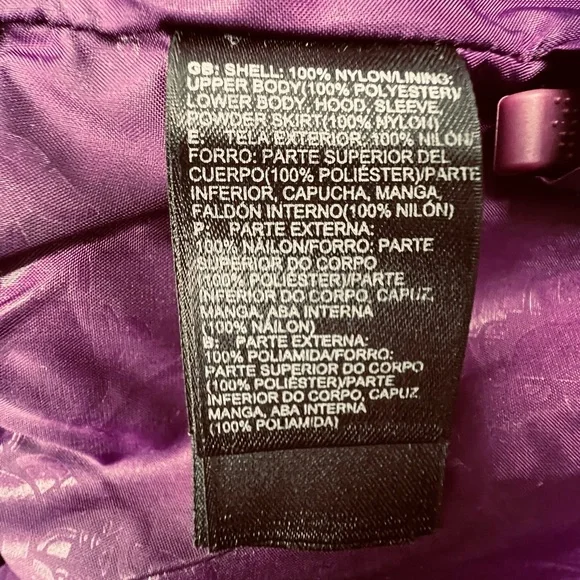 GB: SHELL: 100% NYLON/LINING:
UPPER BODY(100% POLYESTER)/
LOWER BODY, HOOD, SLEEVE,
POWDER SKIRT(100% NYLON)
E: TELA EXTERIOR: 100% NILÓN/
FORRO: PARTE SUPERIOR DEL
CUERPO(100% POLIÉSTER)/PARTE
INFERIOR, CAPUCHA, MANGA,
FALDÓN INTERNO(100% NILÓN)
P: PARTE EXTERNA:
100% NÁILON/FORRO: PARTE
SUPERIOR DO CORPO
(100% POLIÉSTER)/PARTE
INFERIOR DO CORPO, CAPUZ,
MANGA, ABA INTERNA
(100% NÁILON)
B: PARTE EXTERNA:
100% POLIAMIDA/FORRO:
PARTE SUPERIOR DO CORPO
(100% POLIÉSTER)/PARTE
INFERIOR DO CORPO, CAPUZ,
MANGA, ABA INTERNA
(100% POLIAMIDA)